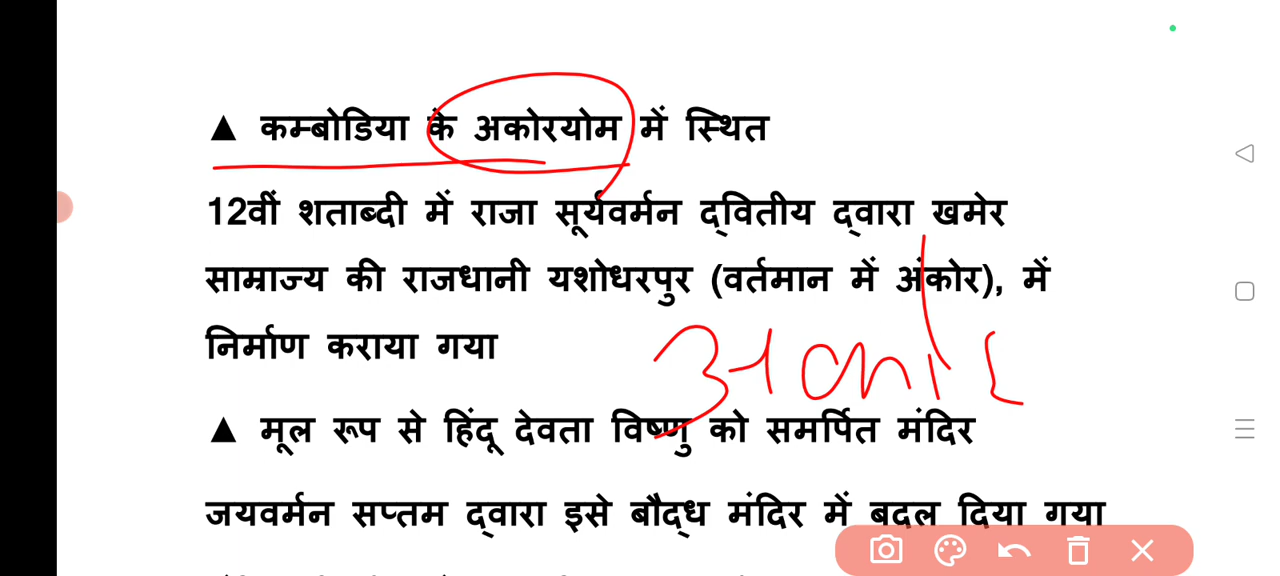 ▲ कम्बोडिया के अकोरयोम में स्थित
12वीं शताब्दी में राजा सूर्यवर्मन द्वितीय द्वारा खमेर
साम्राज्य की राजधानी यशोधरपुर (वर्तमान में अंकोर), में
निर्माण कराया गया
▲ मूल रूप से हिंदू देवता विष्णु को समर्पित मंदिर
जयवर्मन सप्तम द्वारा इसे बौद्ध मंदिर में बदल दिया गया